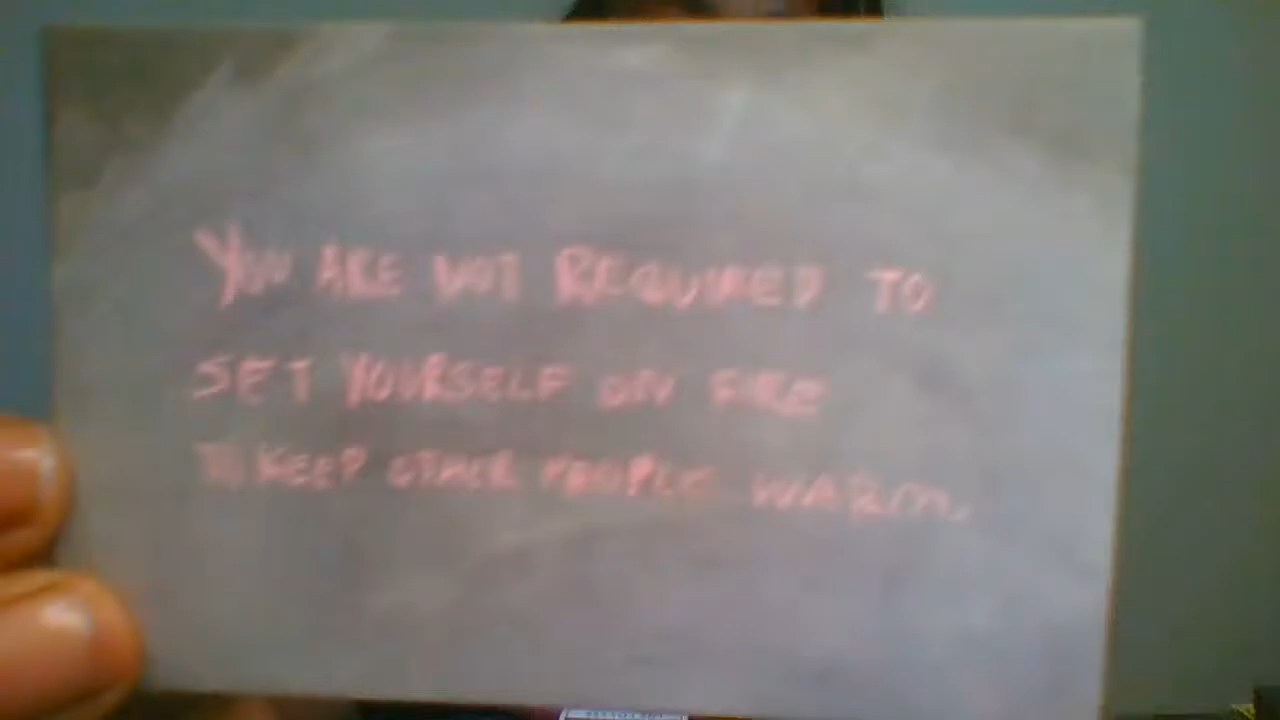 YOU ARE NOT REQUIRED TO
SET YOURSELF ON FIRE
TO KEEP OTHER PEOPLE WARM.